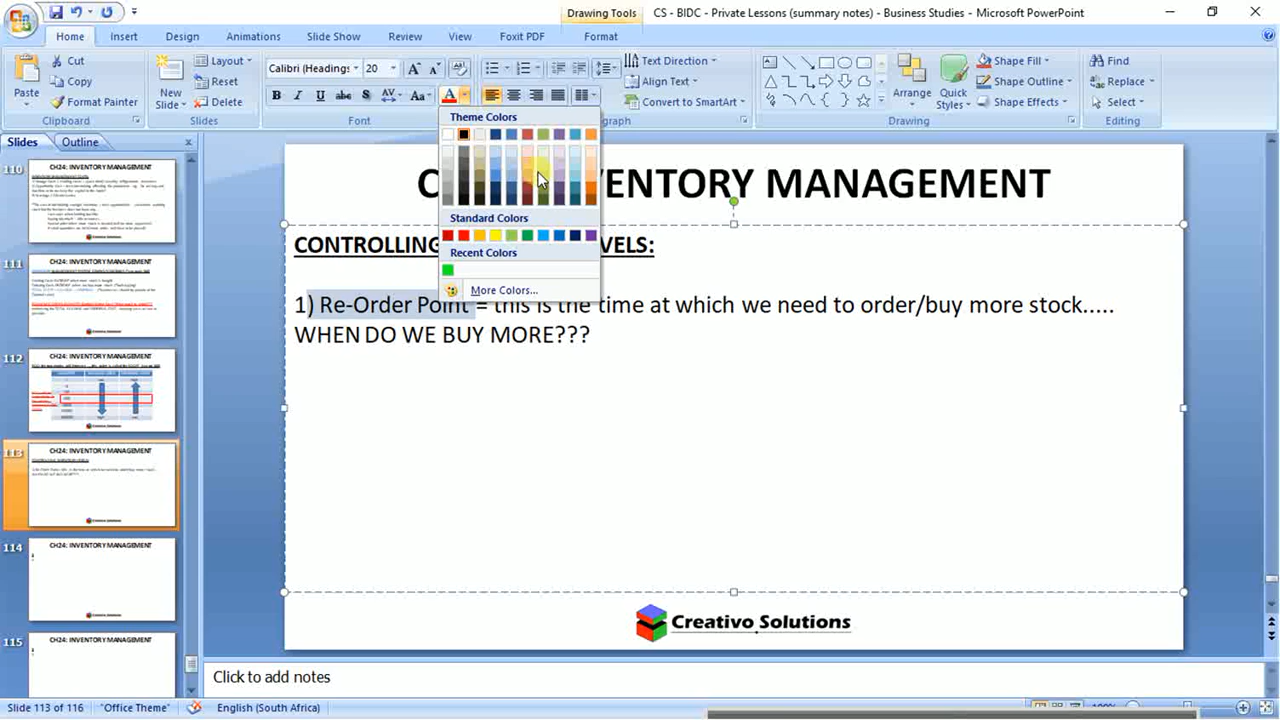 Drawing Tools
CS - BIDC - Private Lessons (summary notes) - Business Studies - Microsoft PowerPoint
Home Insert Design Animations Slide Show Review View Foxit PDF Format
Paste
Cut
Copy
Format Painter
Clipboard
New Slide
Layout
Reset
Delete
Slides
Calibri (Headings 20
B I U abc S AV Aa A
Font
Text Direction
Align Text
Convert to SmartArt
graph
Arrange
Quick Styles
Shape Fill
Shape Outline
Shape Effects
Drawing
Find
Replace
Select
Editing
Theme Colors
Standard Colors
Recent Colors
More Colors...
Slides Outline
110
CH24: INVENTORY MANAGEMENT
111
CH24: INVENTORY MANAGEMENT
112
113
CH24: INVENTORY MANAGEMENT
114
CH24: INVENTORY MANAGEMENT
115
CH24: INVENTORY MANAGEMENT
C VENTORY MANAGEMENT
CONTROLLING VELS:
1) Re-Order Point = this is he time at which we need to order/buy more stock.....
WHEN DO WE BUY MORE???
Creativo Solutions
Click to add notes
Slide 113 of 116 "Office Theme" English (South Africa)